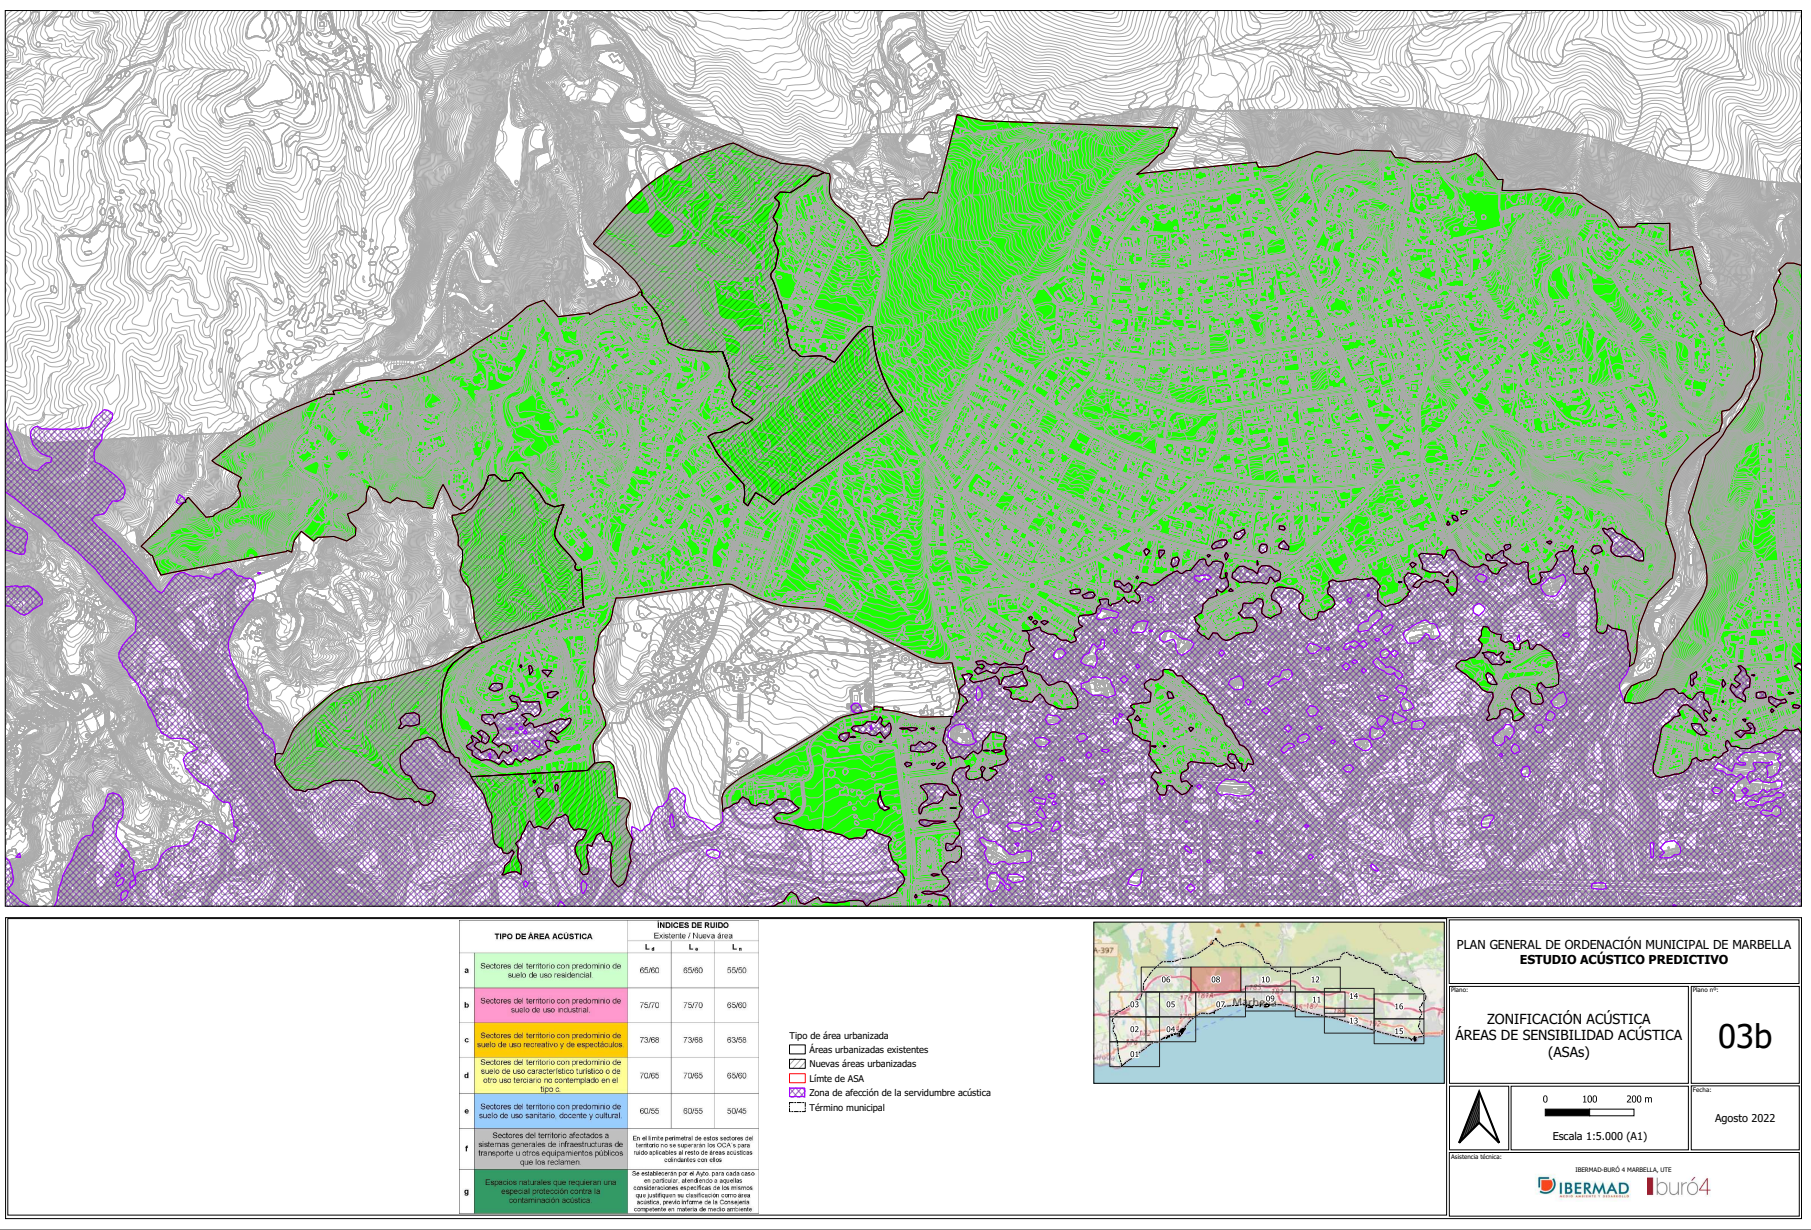 TIPO DE ÁREA ACÚSTICA
ÍNDICES DE RUIDO
Existente / Nueva área
L d
L e
L n
a
Sectores del territorio con predominio de
suelo de uso residencial.
65/60
65/60
55/50
b
Sectores del territorio con predominio de
suelo de uso industrial.
75/70
75/70
65/60
c
Sectores del territorio con predominio de
suelo de uso recreativo y de espectáculos.
73/68
73/68
63/58
d
Sectores del territorio con predominio de
suelo de uso característico turístico o de
otro uso terciario no contemplado en el
tipo c.
70/65
70/65
65/60
e
Sectores del territorio con predominio de
suelo de uso sanitario, docente y cultural.
60/55
60/55
50/45
f
Sectores del territorio afectados a
sistemas generales de infraestructuras de
transporte u otros equipamientos públicos
que los reclamen.
En el límite perimetral de estos sectores del
territorio no se superarán los OCA's para
ruido aplicables al resto de áreas acústicas
colindantes con ellos
g
Espacios naturales que requieran una
especial protección contra la
contaminación acústica.
Se establecerán por el Ayto. para cada caso
en particular, atendiendo a aquellas
consideraciones específicas de los mismos
que justifiquen su clasificación como área
acústica, previo informe de la Consejería
competente en materia de medio ambiente
Tipo de área urbanizada
Áreas urbanizadas existentes
Nuevas áreas urbanizadas
Límte de ASA
Zona de afección de la servidumbre acústica
Término municipal
A-397
06
08
10
12
03
05
07
Marbe
09
11
14
16
02
04
13
15
01
PLAN GENERAL DE ORDENACIÓN MUNICIPAL DE MARBELLA
ESTUDIO ACÚSTICO PREDICTIVO
Plano:
ZONIFICACIÓN ACÚSTICA
ÁREAS DE SENSIBILIDAD ACÚSTICA
(ASAs)
Plano nº:
03b
0 100 200 m
Escala 1:5.000 (A1)
Fecha:
Agosto 2022
Asistencia técnica:
IBERMAD-BURÓ 4 MARBELLA, UTE
IBERMAD
MEDIO AMBIENTE Y DESARROLLO
buró4